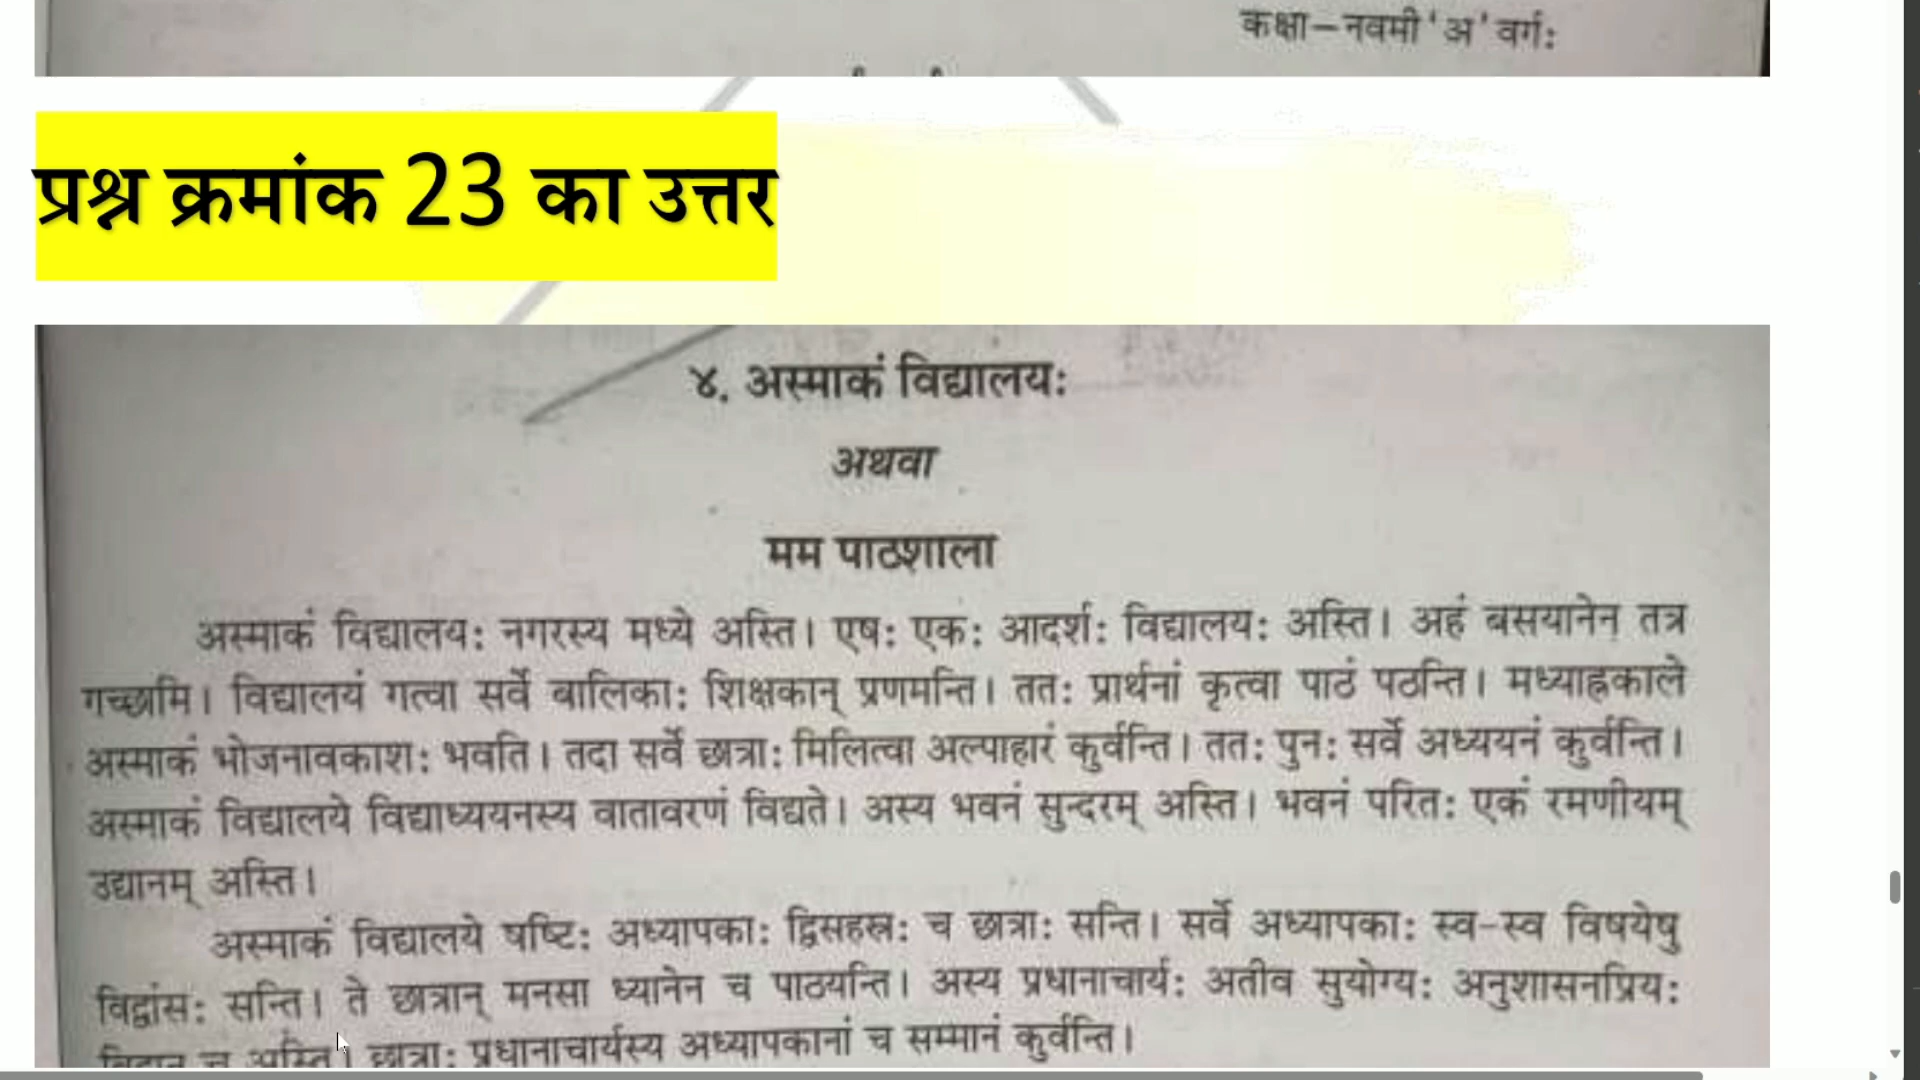 कक्षा–नवमी 'अ' वर्ग:
प्रश्न क्रमांक 23 का उत्तर
४. अस्माकं विद्यालय:
अथवा
मम पाठशाला
अस्माकं विद्यालय: नगरस्य मध्ये अस्ति। एष: एक: आदर्श: विद्यालय: अस्ति। अहं बसयानेन तत्र
गच्छामि। विद्यालयं गत्वा सर्वे बालिका: शिक्षकान् प्रणमन्ति। तत: प्रार्थनां कृत्वा पाठं पठन्ति। मध्याह्नकाले
अस्माकं भोजनावकाश: भवति। तदा सर्वे छात्रा: मिलित्वा अल्पाहारं कुर्वन्ति। तत: पुन: सर्वे अध्ययनं कुर्वन्ति।
अस्माकं विद्यालये विद्याध्ययनस्य वातावरणं विद्यते। अस्य भवनं सुन्दरम् अस्ति। भवनं परित: एकं रमणीयम्
उद्यानम् अस्ति।
अस्माकं विद्यालये षष्टि: अध्यापका: द्विसहस्र: च छात्रा: सन्ति। सर्वे अध्यापका: स्व-स्व विषयेषु
विद्वांस: सन्ति। ते छात्रान् मनसा ध्यानेन च पाठयन्ति। अस्य प्रधानाचार्य: अतीव सुयोग्य: अनुशासनप्रिय:
विद्वान् च अस्ति। छात्रा: प्रधानाचार्यस्य अध्यापकानां च सम्मानं कुर्वन्ति।